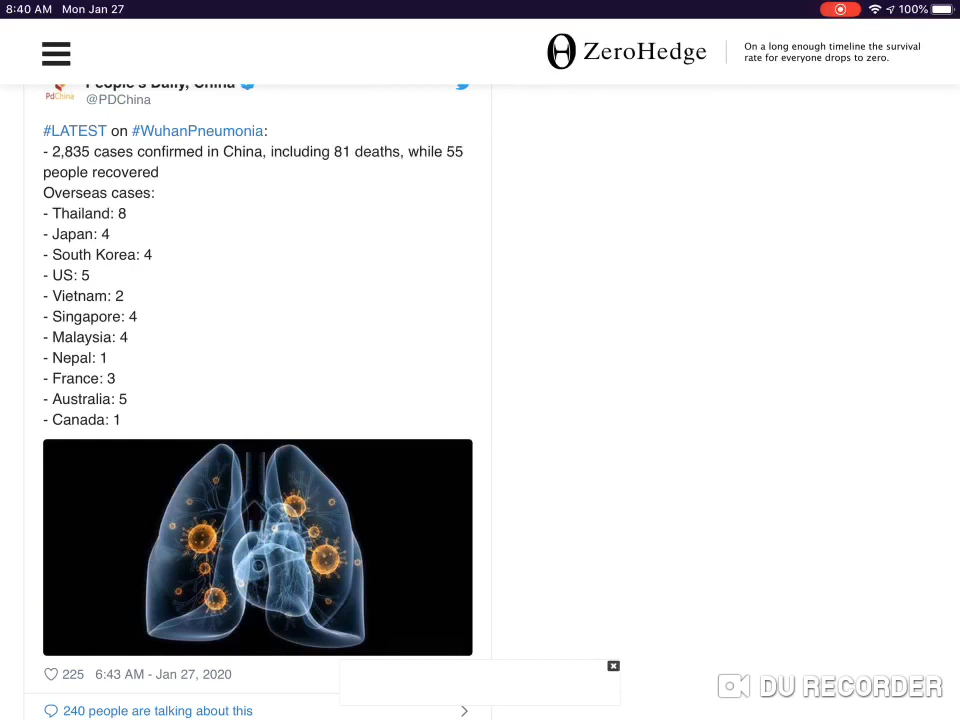 8:40 AM Mon Jan 27
100%
ZeroHedge
On a long enough timeline the survival
rate for everyone drops to zero.
People's Daily, China
PDChina
@PDChina
#LATEST on #WuhanPneumonia:
- 2,835 cases confirmed in China, including 81 deaths, while 55
people recovered
Overseas cases:
- Thailand: 8
- Japan: 4
- South Korea: 4
- US: 5
- Vietnam: 2
- Singapore: 4
- Malaysia: 4
- Nepal: 1
- France: 3
- Australia: 5
- Canada: 1
225 6:43 AM - Jan 27, 2020
240 people are talking about this
DU RECORDER